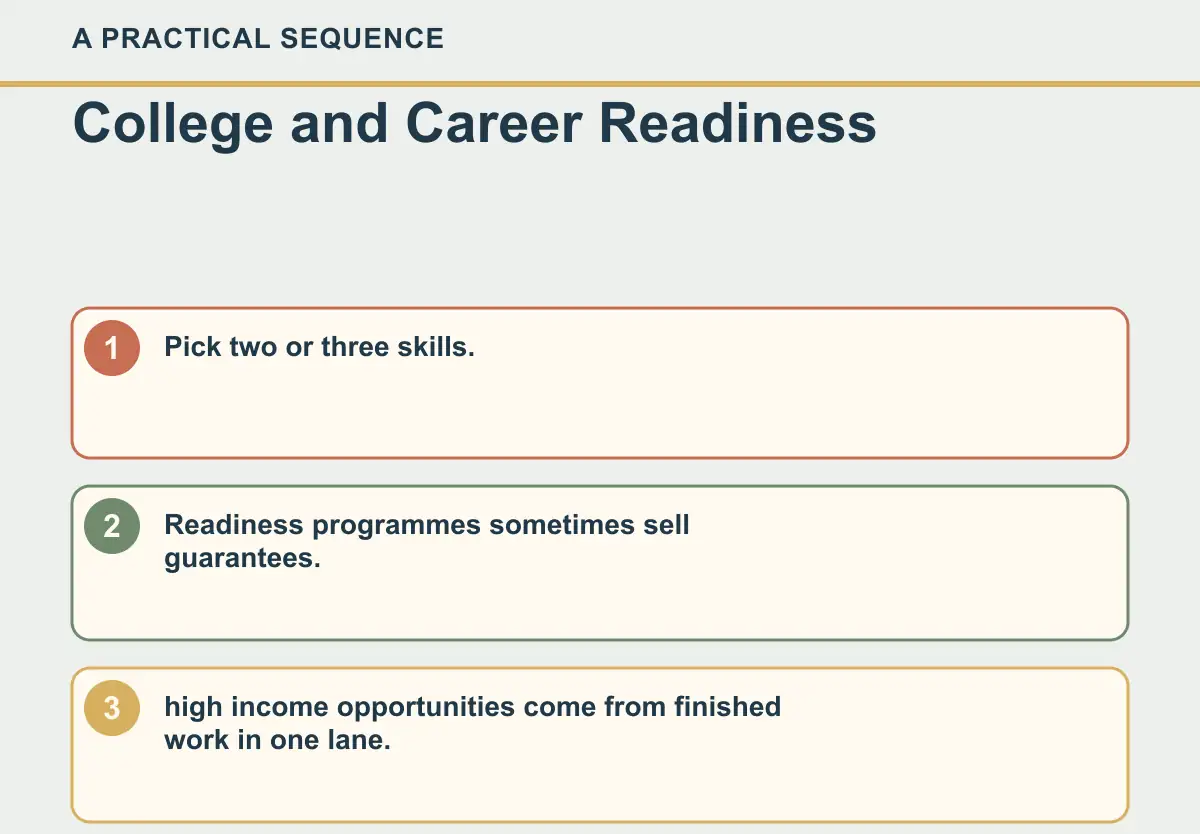 A PRACTICAL SEQUENCE
College and Career Readiness
1
Pick two or three skills.
2
Readiness programmes sometimes sell
guarantees.
3
high income opportunities come from finished
work in one lane.